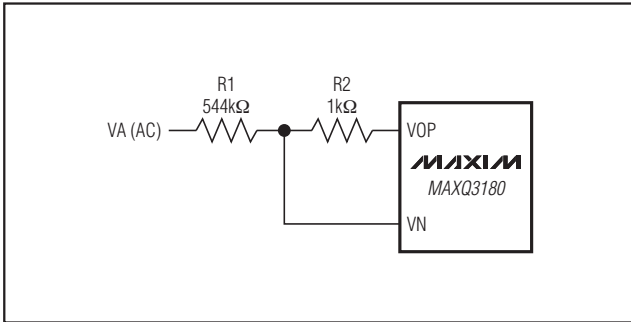 R1
544kΩ
R2
1kΩ
VA (AC)
VOP
MAXIM
MAXQ3180
VN